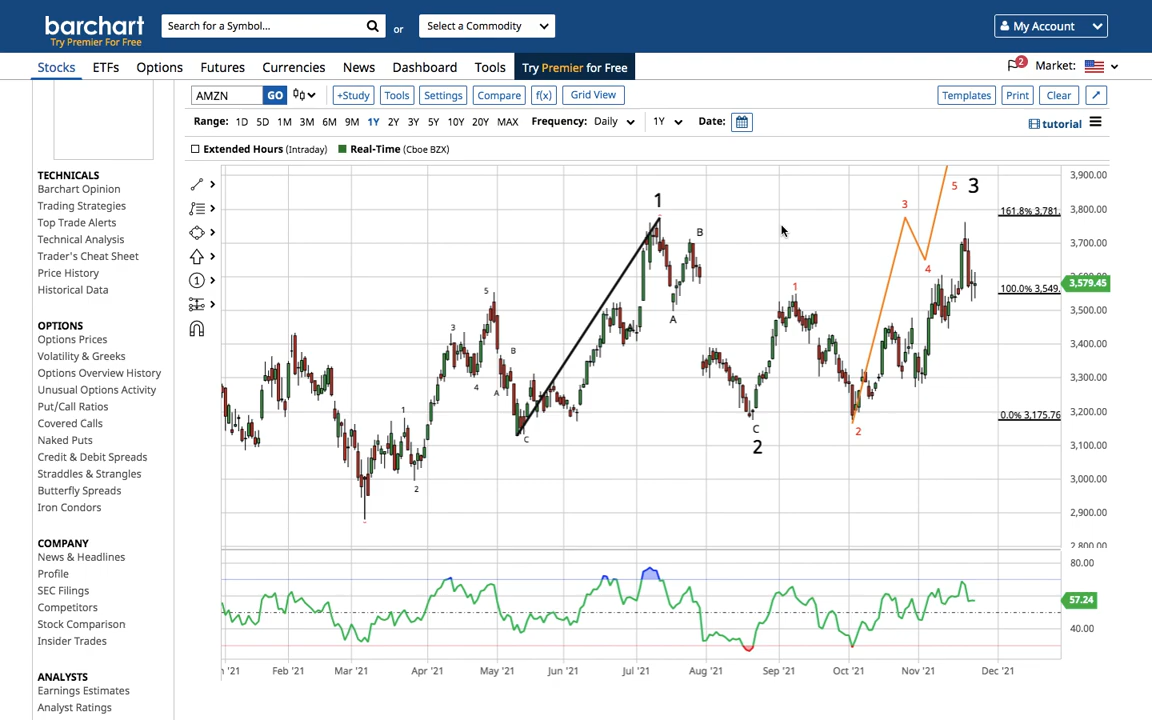 barchart
Try Premier For Free
Search for a Symbol...
or
Select a Commodity
My Account
Stocks ETFs Options Futures Currencies News Dashboard Tools Try Premier for Free
2 Market:
AMZN GO +Study Tools Settings Compare f(x) Grid View Templates Print Clear
Range: 1D 5D 1M 3M 6M 9M 1Y 2Y 3Y 5Y 10Y 20Y MAX Frequency: Daily 1Y Date: tutorial
Extended Hours (Intraday) Real-Time (Cboe BZX)
TECHNICALS
Barchart Opinion
Trading Strategies
Top Trade Alerts
Technical Analysis
Trader's Cheat Sheet
Price History
Historical Data
OPTIONS
Options Prices
Volatility & Greeks
Options Overview History
Unusual Options Activity
Put/Call Ratios
Covered Calls
Naked Puts
Credit & Debit Spreads
Straddles & Strangles
Butterfly Spreads
Iron Condors
COMPANY
News & Headlines
Profile
SEC Filings
Competitors
Stock Comparison
Insider Trades
ANALYSTS
Earnings Estimates
Analyst Ratings
1
1
2
3
4
5
A
B
C
1
A
B
C
2
1
2
3
4
5
3
161.8% 3,781.
100.0% 3,549.
0.0% 3,175.76
3,900.00
3,800.00
3,700.00
3,579.45
3,500.00
3,400.00
3,300.00
3,200.00
3,100.00
3,000.00
2,900.00
80.00
57.24
40.00
Feb '21 Mar '21 Apr '21 May '21 Jun '21 Jul '21 Aug '21 Sep '21 Oct '21 Nov '21 Dec '21